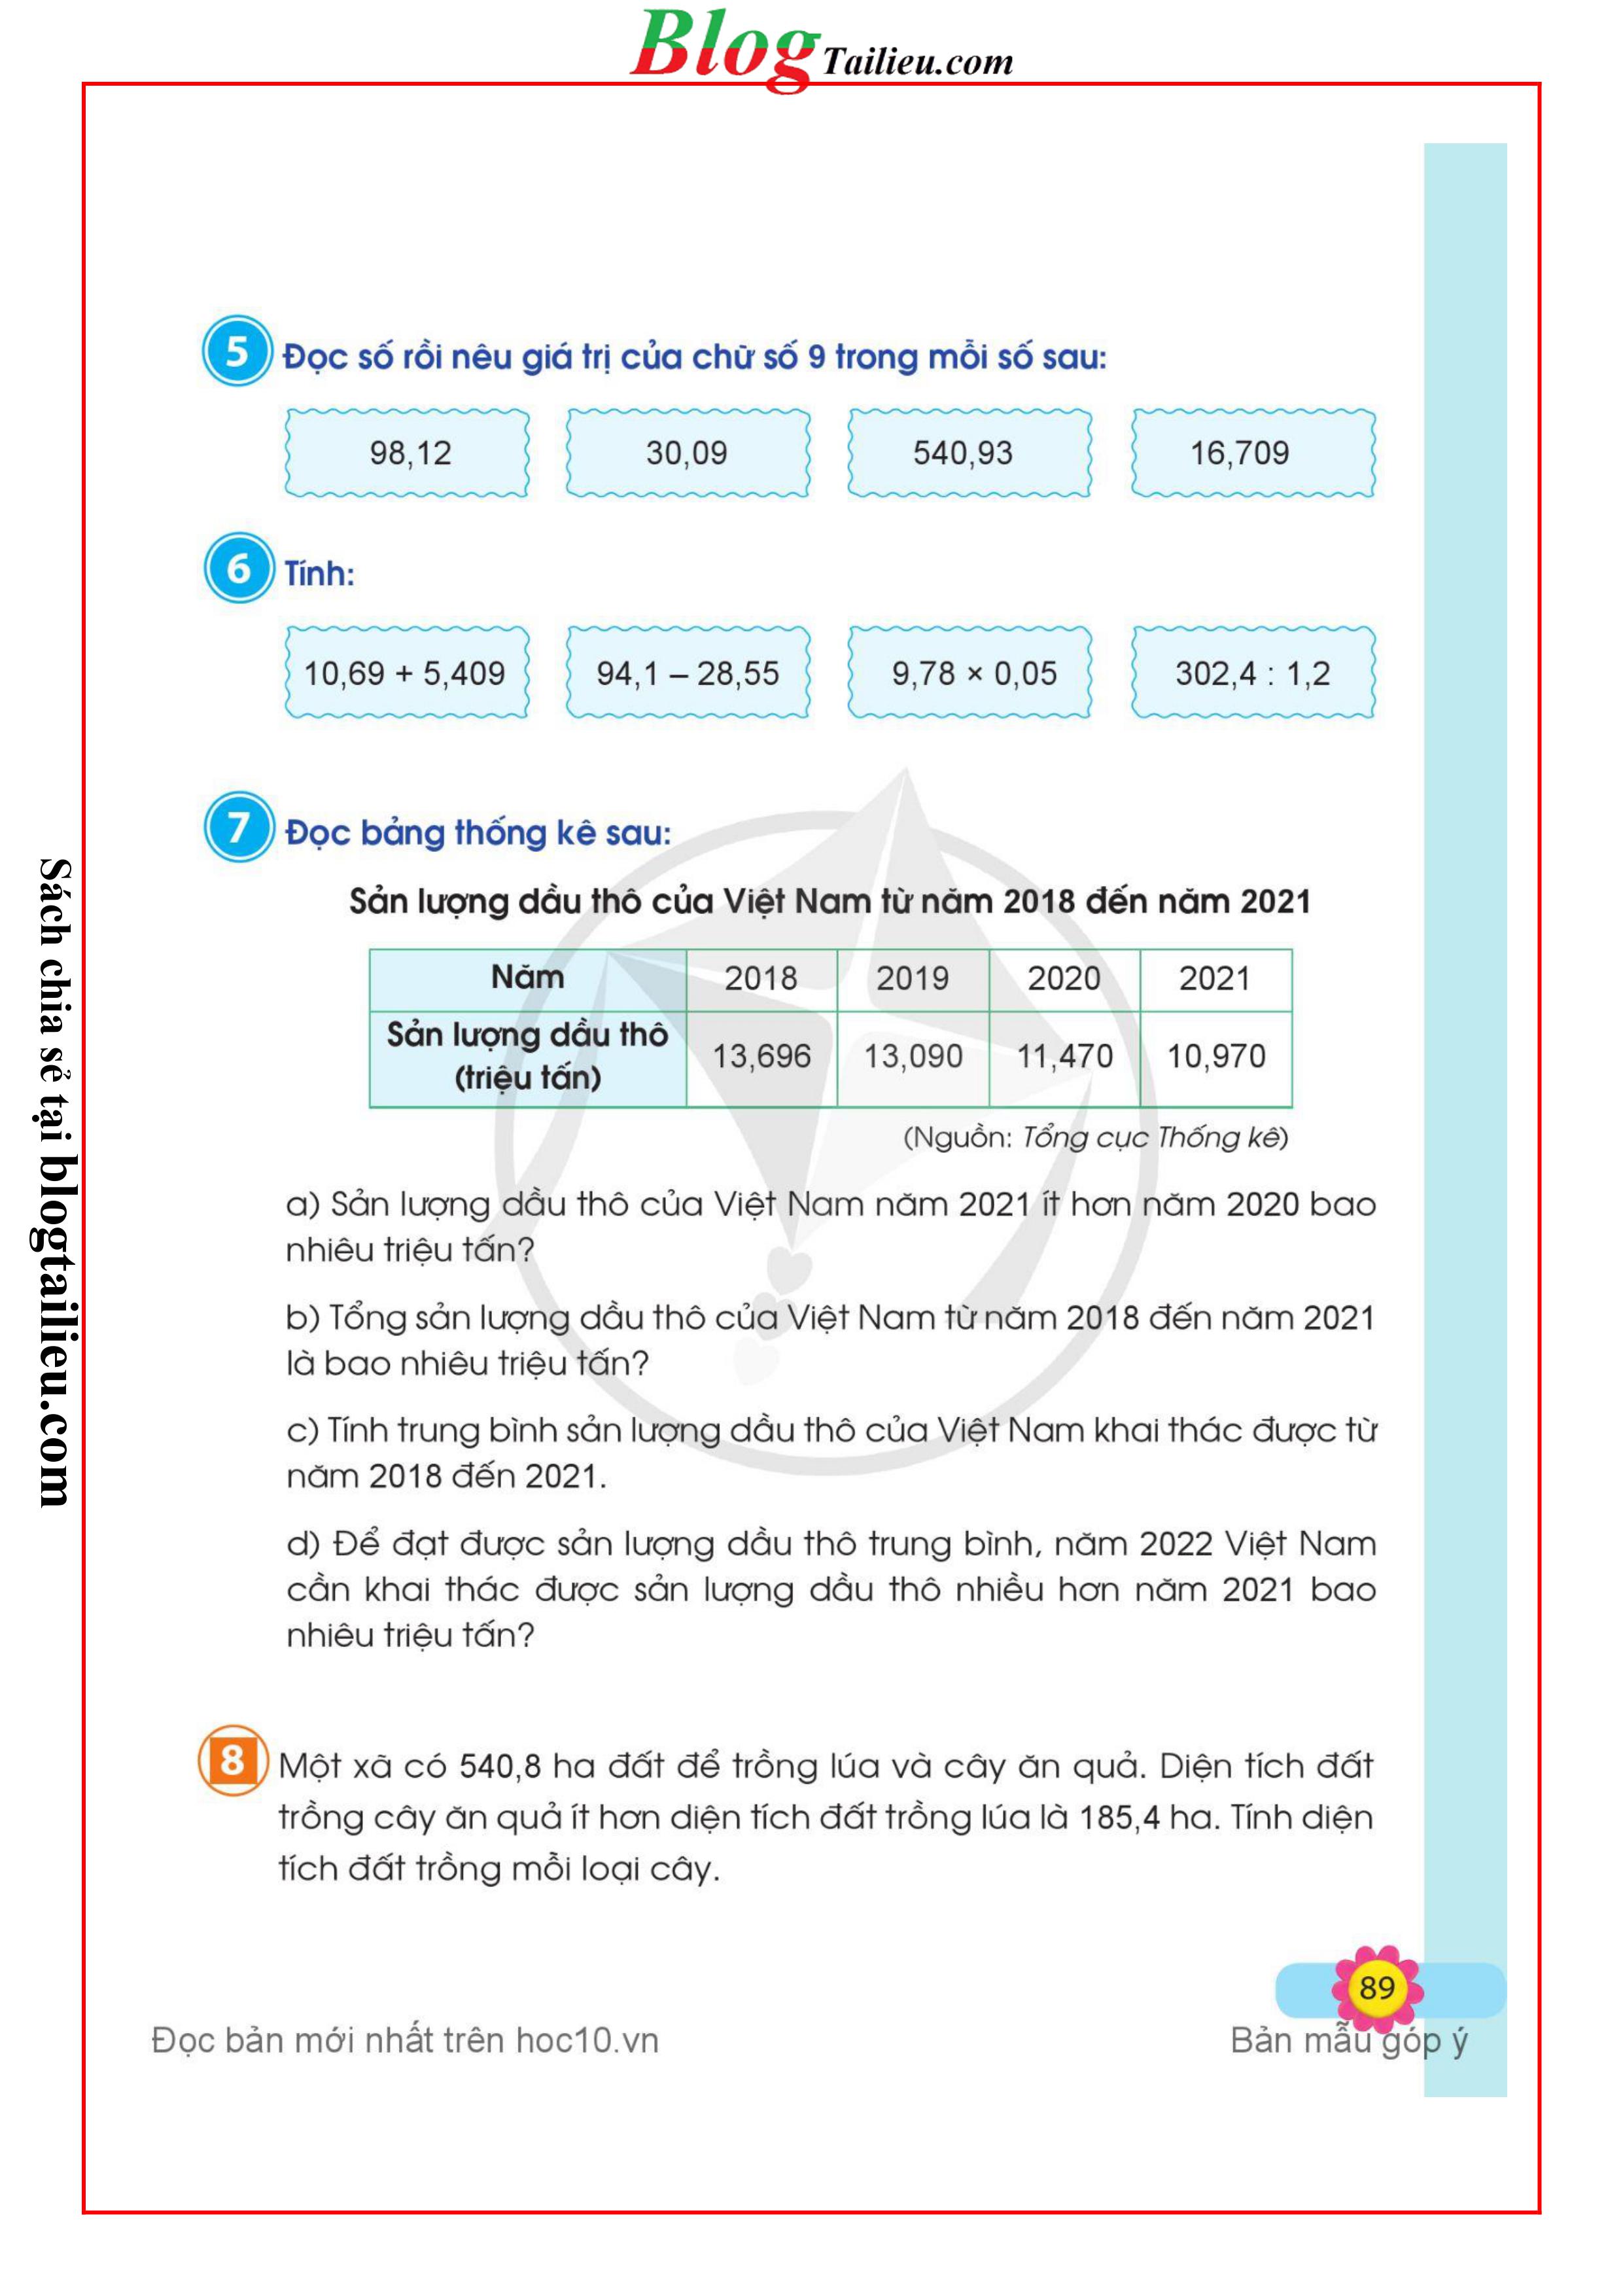 Blog Tailieu.com
5 Đọc số rồi nêu giá trị của chữ số 9 trong mỗi số sau:
98,12 30,09 540,93 16,709
6 Tính:
10,69 + 5,409 94,1 – 28,55 9,78 × 0,05 302,4 : 1,2
7 Đọc bảng thống kê sau:
Sản lượng dầu thô của Việt Nam từ năm 2018 đến năm 2021
Năm 2018 2019 2020 2021
Sản lượng dầu thô
(triệu tấn) 13,696 13,090 11,470 10,970
(Nguồn: Tổng cục Thống kê)
a) Sản lượng dầu thô của Việt Nam năm 2021 ít hơn năm 2020 bao
nhiêu triệu tấn?
b) Tổng sản lượng dầu thô của Việt Nam từ năm 2018 đến năm 2021
là bao nhiêu triệu tấn?
c) Tính trung bình sản lượng dầu thô của Việt Nam khai thác được từ
năm 2018 đến 2021.
d) Để đạt được sản lượng dầu thô trung bình, năm 2022 Việt Nam
cần khai thác được sản lượng dầu thô nhiều hơn năm 2021 bao
nhiêu triệu tấn?
8 Một xã có 540,8 ha đất để trồng lúa và cây ăn quả. Diện tích đất
trồng cây ăn quả ít hơn diện tích đất trồng lúa là 185,4 ha. Tính diện
tích đất trồng mỗi loại cây.
89
Đọc bản mới nhất trên hoc10.vn Bản mẫu góp ý
Sách chia sẻ tại blogtailieu.com